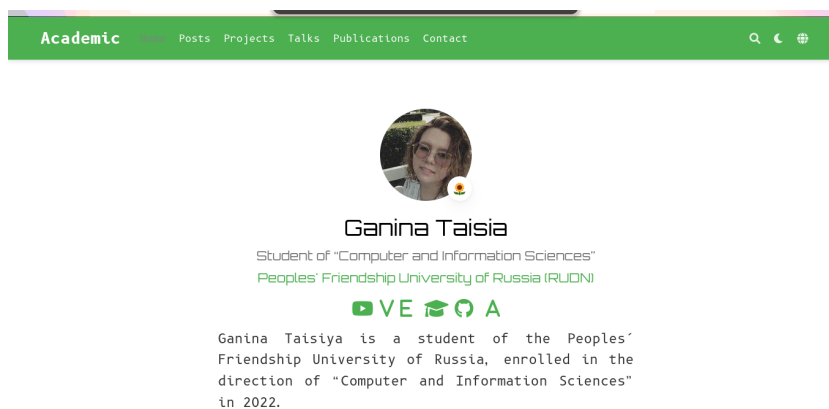 Academic Home Posts Projects Talks Publications Contact
Ganina Taisia
Student of “Computer and Information Sciences”
Peoples’ Friendship University of Russia (RUDN)
V E A
Ganina Taisiya is a student of the Peoples´
Friendship University of Russia, enrolled in the
direction of “Computer and Information Sciences”
in 2022.